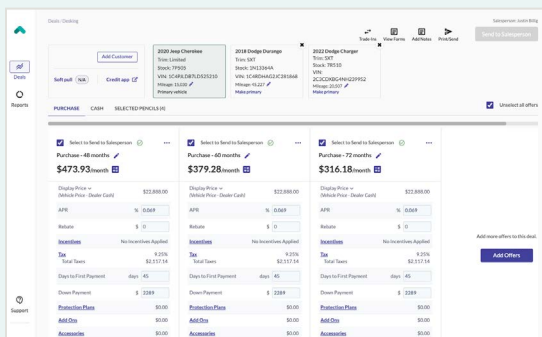 Deals › Desking
Salesperson: Justin Billig
Trade-Ins
View Forms
Add Notes
Print/Send
Send to Salesperson
Deals
Reports
Support
Add Customer
Soft pull N/A
Credit app
2020 Jeep Cherokee
Trim: Limited
Stock: 7P503S
Mileage: 15,020
Primary vehicle
2018 Dodge Durango
Trim: SXT
Stock: 1N13364A
VIN: 1C4RDHAG2JC381868
Mileage: 45,227
Make primary
2022 Dodge Charger
Trim: SXT
Stock: 7R510
VIN:
2C3CDXBG4NH239952
Make primary
PURCHASE
CASH
SELECTED PENCILS (4)
Unselect all offers
Select to Send to Salesperson
Purchase - 48 months
$473.93/month
Display Price
(Vehicle Price - Dealer Cash)
$22,888.00
APR % 0.069
Rebate $ 0
Incentives No Incentives Applied
Tax 9.25%
Total Taxes $2,117.14
Days to First Payment days 45
Down Payment $ 2289
Protection Plans $0.00
Add Ons $0.00
Accessories $0.00
Select to Send to Salesperson
Purchase - 60 months
$379.28/month
Display Price
(Vehicle Price - Dealer Cash)
$22,888.00
APR % 0.069
Rebate $ 0
Incentives No Incentives Applied
Tax 9.25%
Total Taxes $2,117.14
Days to First Payment days 45
Down Payment $ 2289
Protection Plans $0.00
Add Ons $0.00
Accessories $0.00
Select to Send to Salesperson
Purchase - 72 months
$316.18/month
Display Price
(Vehicle Price - Dealer Cash)
$22,888.00
APR % 0.069
Rebate $ 0
Incentives No Incentives Applied
Tax 9.25%
Total Taxes $2,117.14
Days to First Payment days 45
Down Payment $ 2289
Protection Plans $0.00
Add Ons $0.00
Accessories $0.00
Add more offers to this deal.
Add Offers